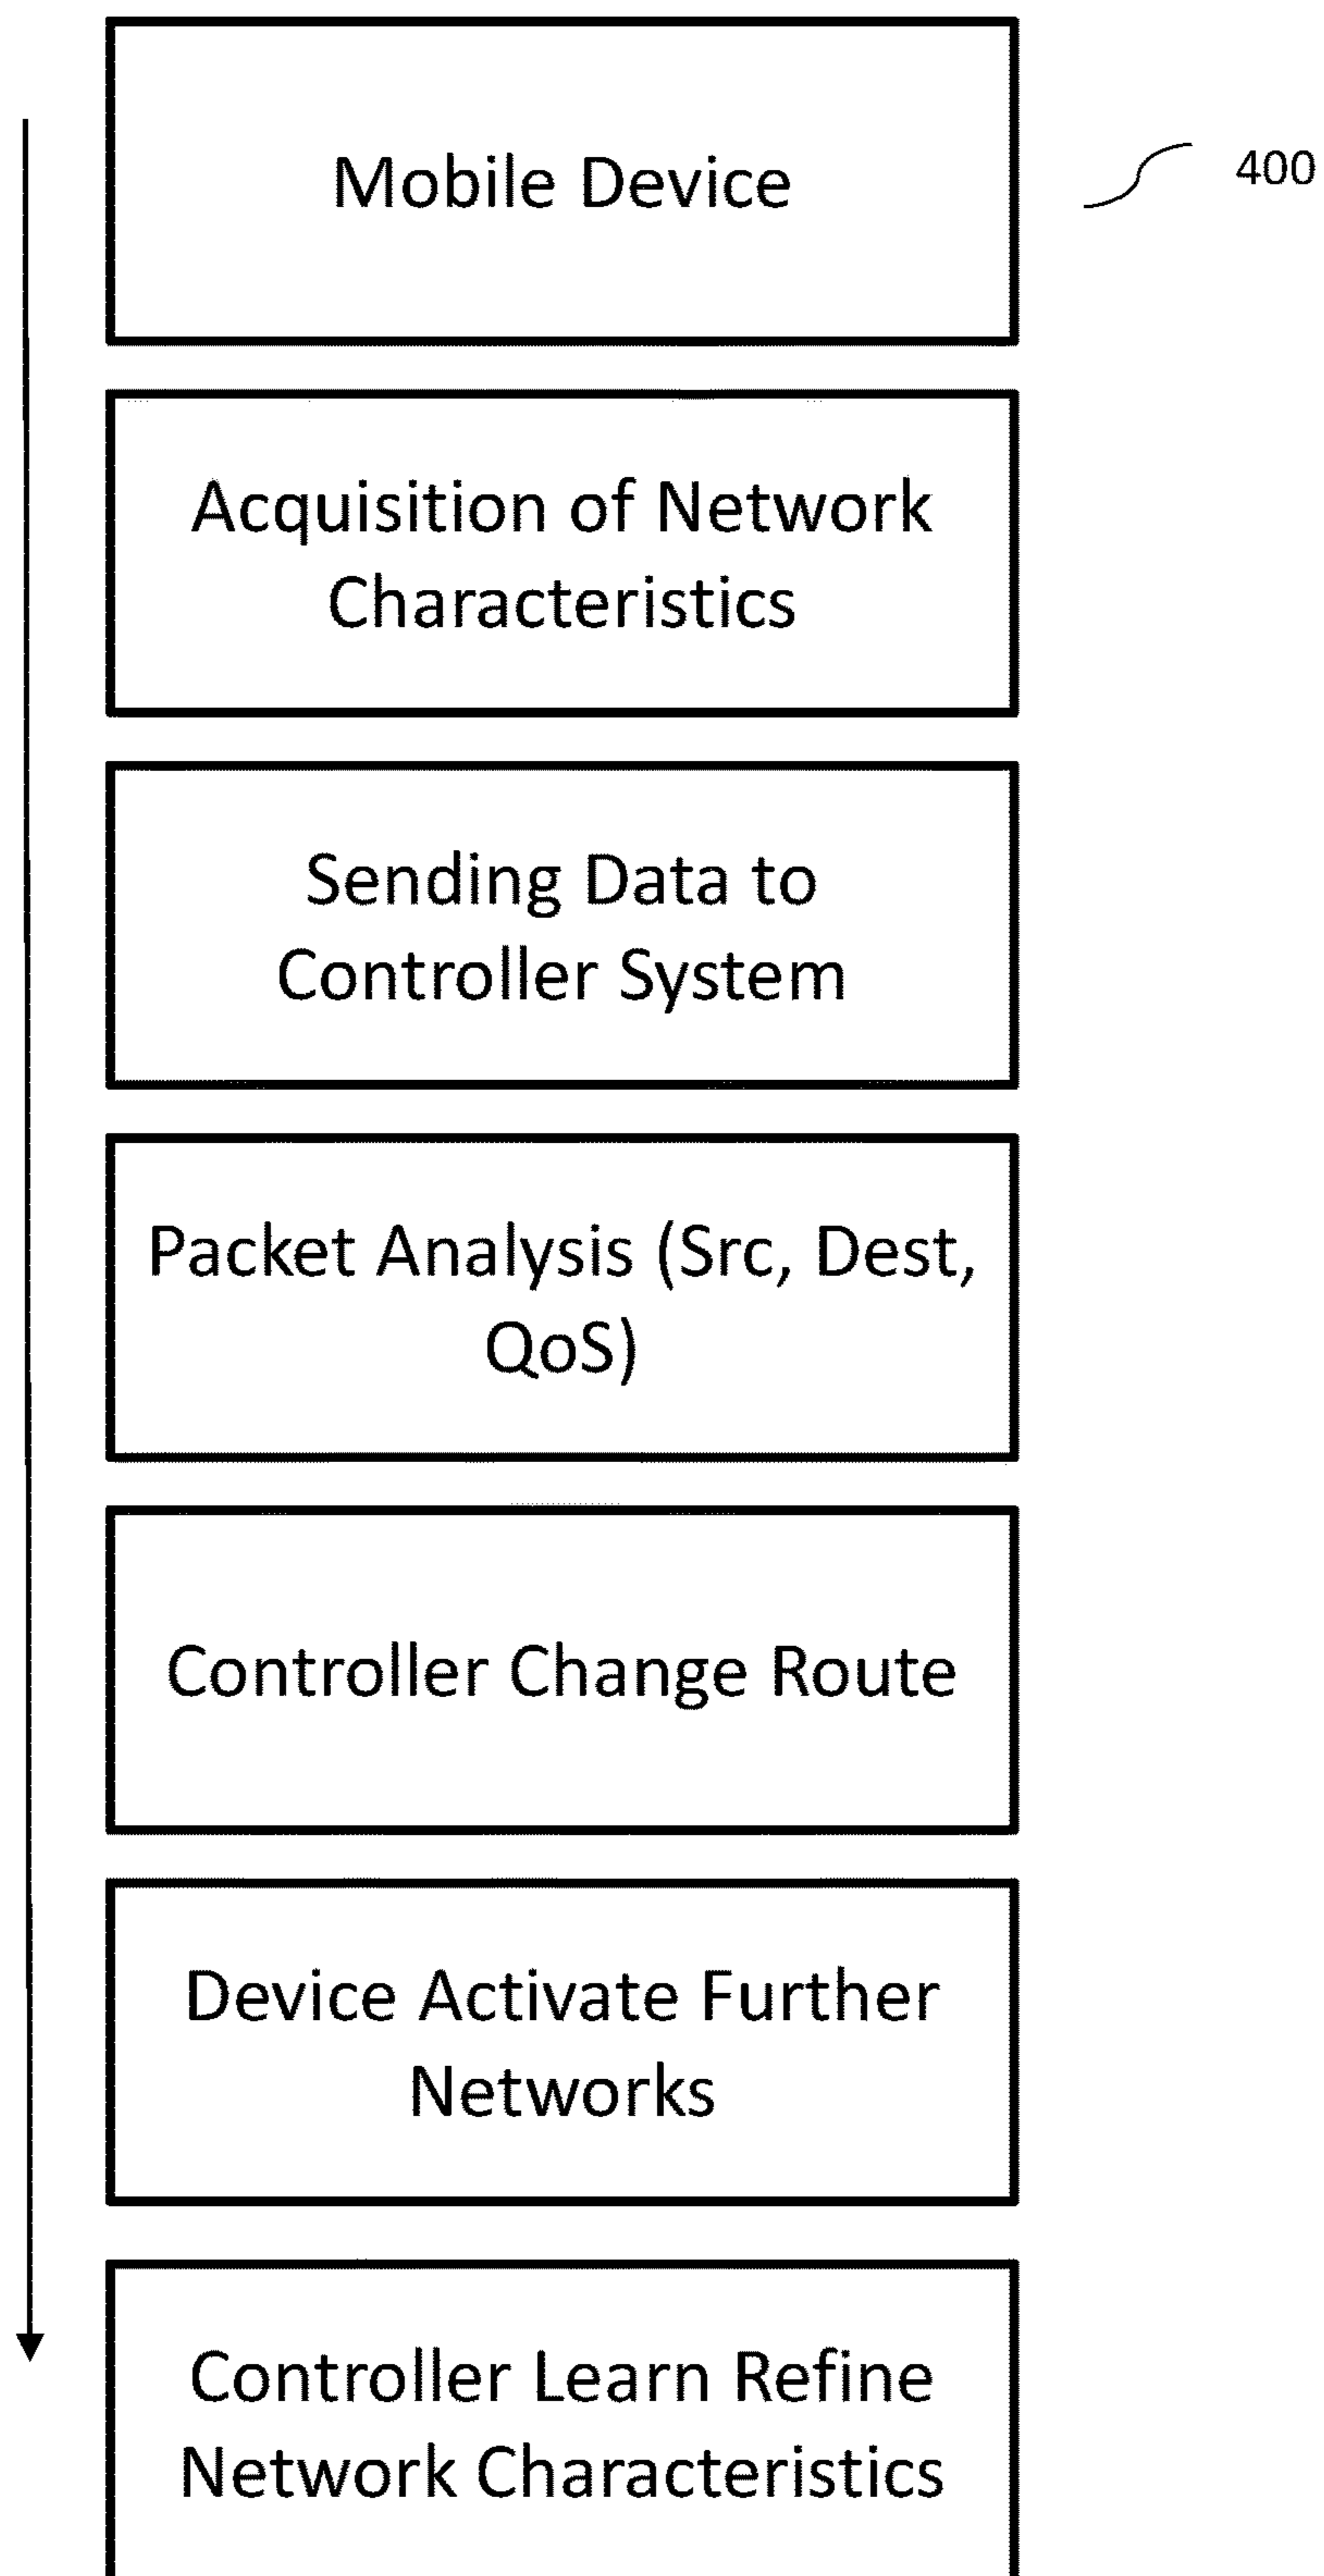 Mobile Device
400
Acquisition of Network
Characteristics
Sending Data to
Controller System
Packet Analysis (Src, Dest,
QoS)
Controller Change Route
Device Activate Further
Networks
Controller Learn Refine
Network Characteristics